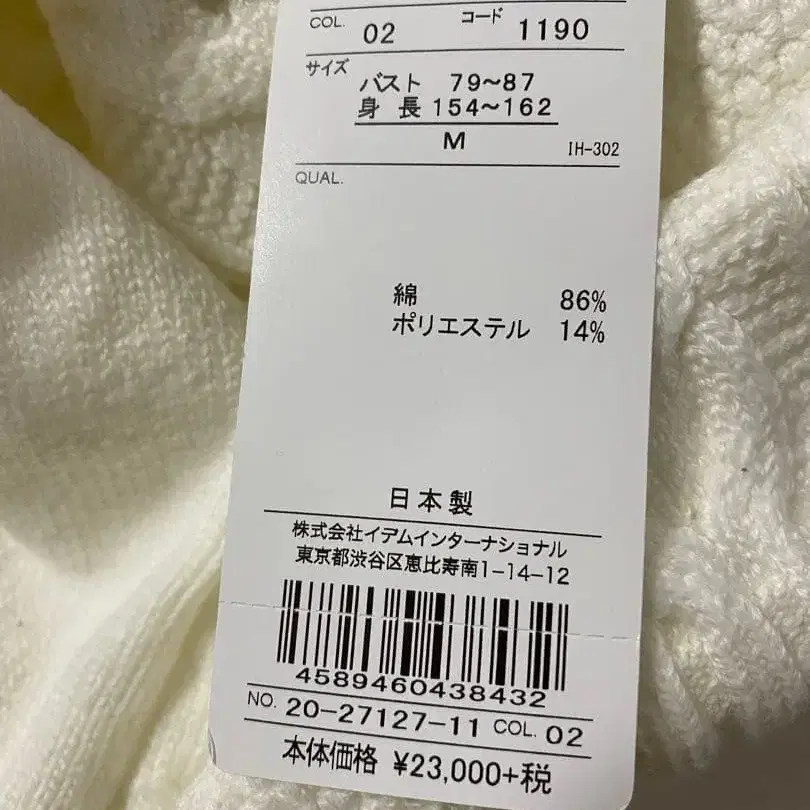 COL. 02 コード 1190
サイズ バスト 79〜87
身 長 154〜162
M
IH-302
QUAL.
綿 86%
ポリエステル 14%
日本製
株式会社イデムインターナショナル
東京都渋谷区恵比寿南1-14-12
4589460438432
NO. 20-27127-11 COL. 02
本体価格 ¥23,000+税